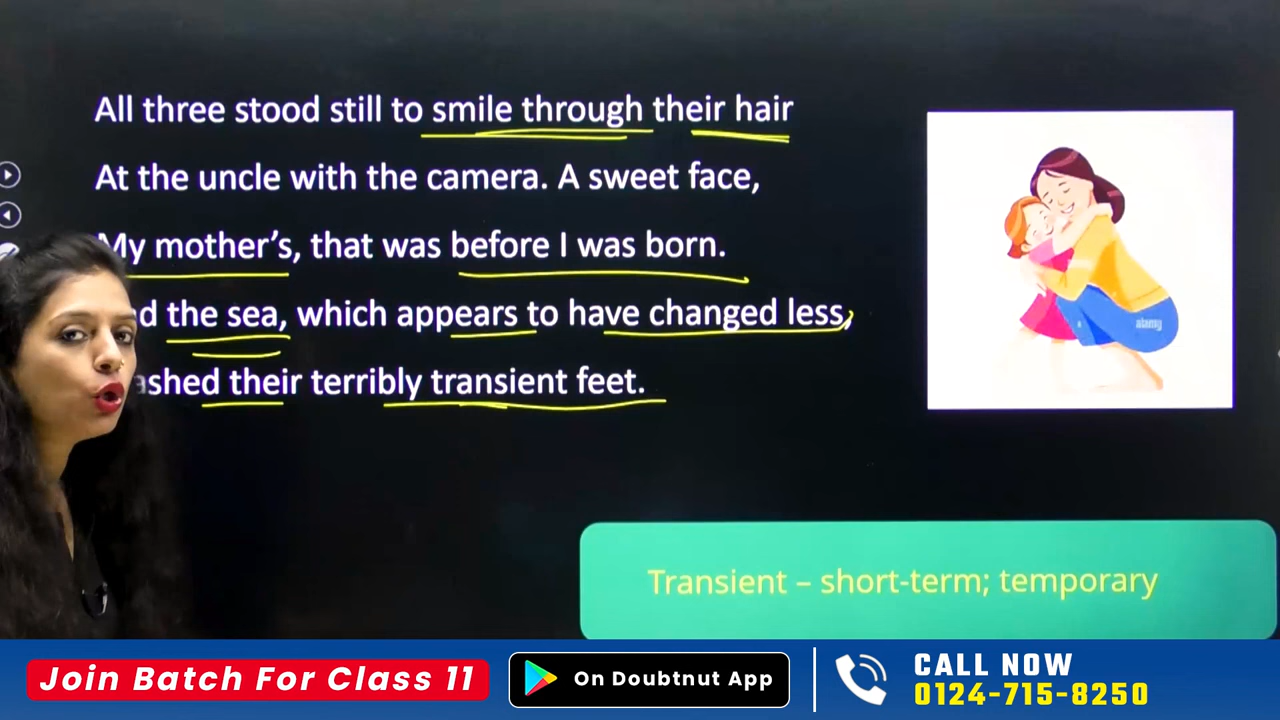 All three stood still to smile through their hair
At the uncle with the camera. A sweet face,
My mother's, that was before I was born.
the sea, which appears to have changed less,
their terribly transient feet.
alamy
Transient – short-term; temporary
Join Batch For Class 11
On Doubtnut App
CALL NOW
0124-715-8250